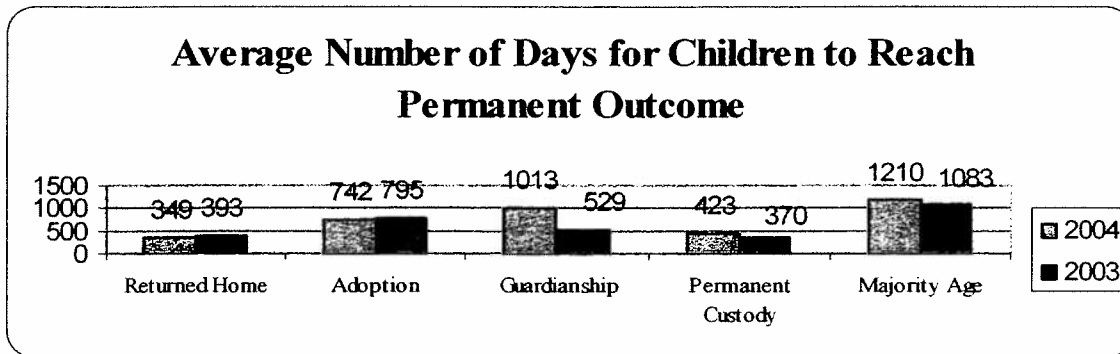 Average Number of Days for Children to Reach
Permanent Outcome
1500
1000
500
0
349 393
742 795
1013 529
423 370
1210 1083
Returned Home
Adoption
Guardianship
Permanent
Custody
Majority Age
2004
2003